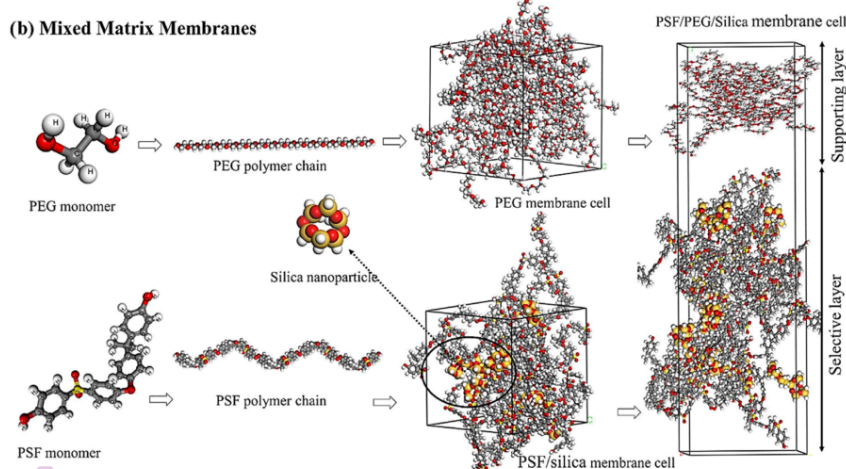 (b) Mixed Matrix Membranes
PSF/PEG/Silica membrane cell
Supporting layer
H
H
H
H
H
H
PEG monomer
PEG polymer chain
PEG membrane cell
Silica nanoparticle
Selective layer
PSF monomer
PSF polymer chain
PSF/silica membrane cell